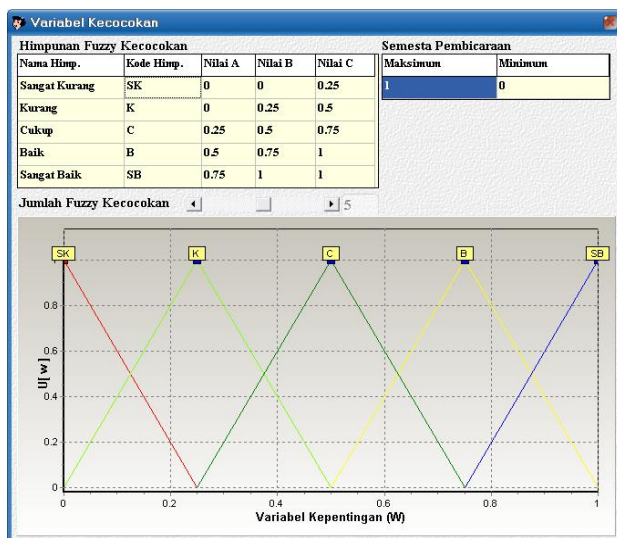 Variabel Kecocokan
Himpunan Fuzzy Kecocokan
Nama Himp. Kode Himp. Nilai A Nilai B Nilai C
Sangat Kurang SK 0 0 0.25
Kurang K 0 0.25 0.5
Cukup C 0.25 0.5 0.75
Baik B 0.5 0.75 1
Sangat Baik SB 0.75 1 1
Semesta Pembicaraan
Maksimum Minimum
1 0
Jumlah Fuzzy Kecocokan 5
SK K C B SB
1
0.8
0.6
0.4
0.2
0
U[w]
0 0.2 0.4 0.6 0.8 1
Variabel Kepentingan (W)